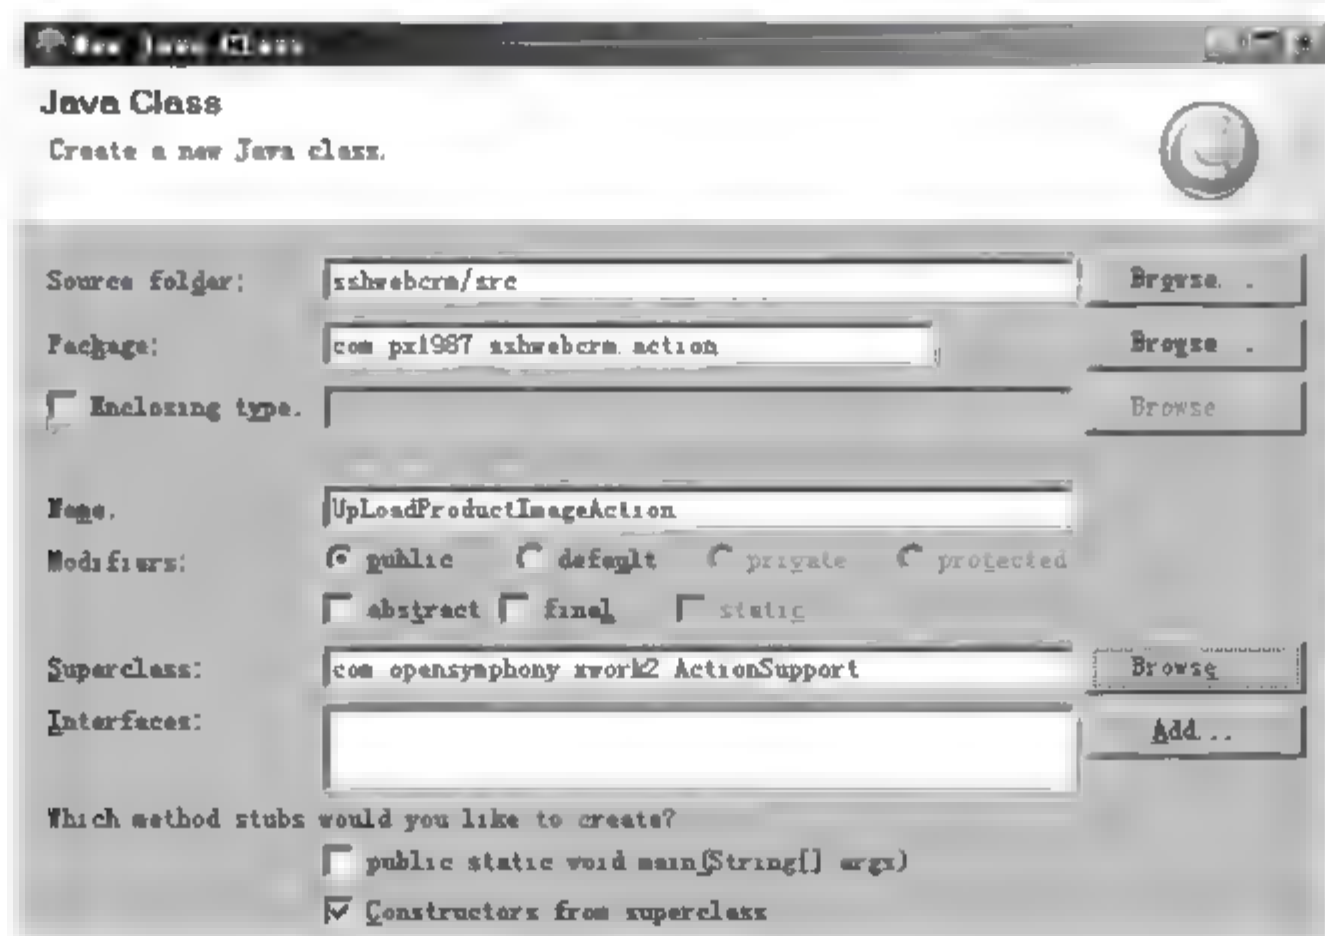 New Java Class
Java Class
Create a new Java class.
Source folder: sshwebcrm/src Browse...
Package: com.px1987.sshwebcrm.action Browse...
Enclosing type: Browse...
Name: UpLoadProductImageAction
Modifiers: public default private protected
abstract final static
Superclass: com.opensymphony.xwork2.ActionSupport Browse...
Interfaces: Add...
Which method stubs would you like to create?
public static void main(String[] args)
Constructors from superclass